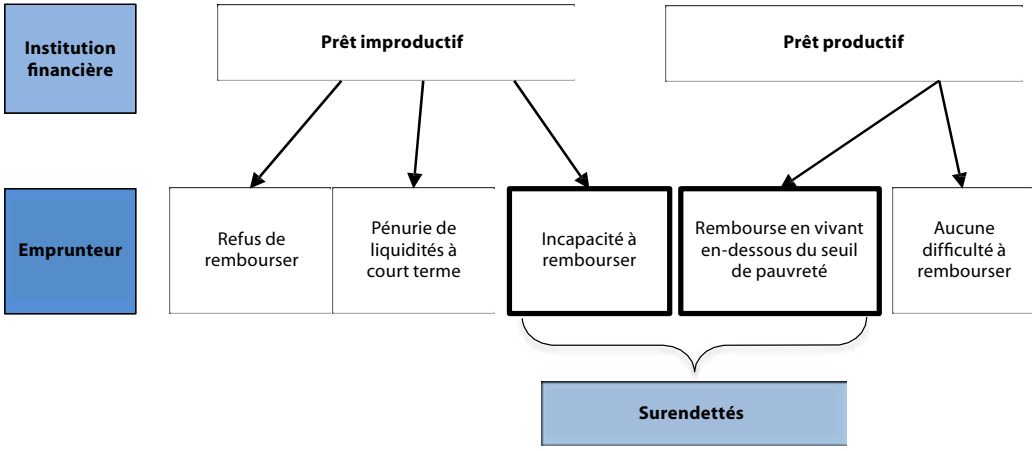 Institution
financière
Prêt improductif
Prêt productif
Emprunteur
Refus de
rembourser
Pénurie de
liquidités à
court terme
Incapacité à
rembourser
Rembourse en vivant
en-dessous du seuil
de pauvreté
Aucune
difficulté à
rembourser
Surendettés